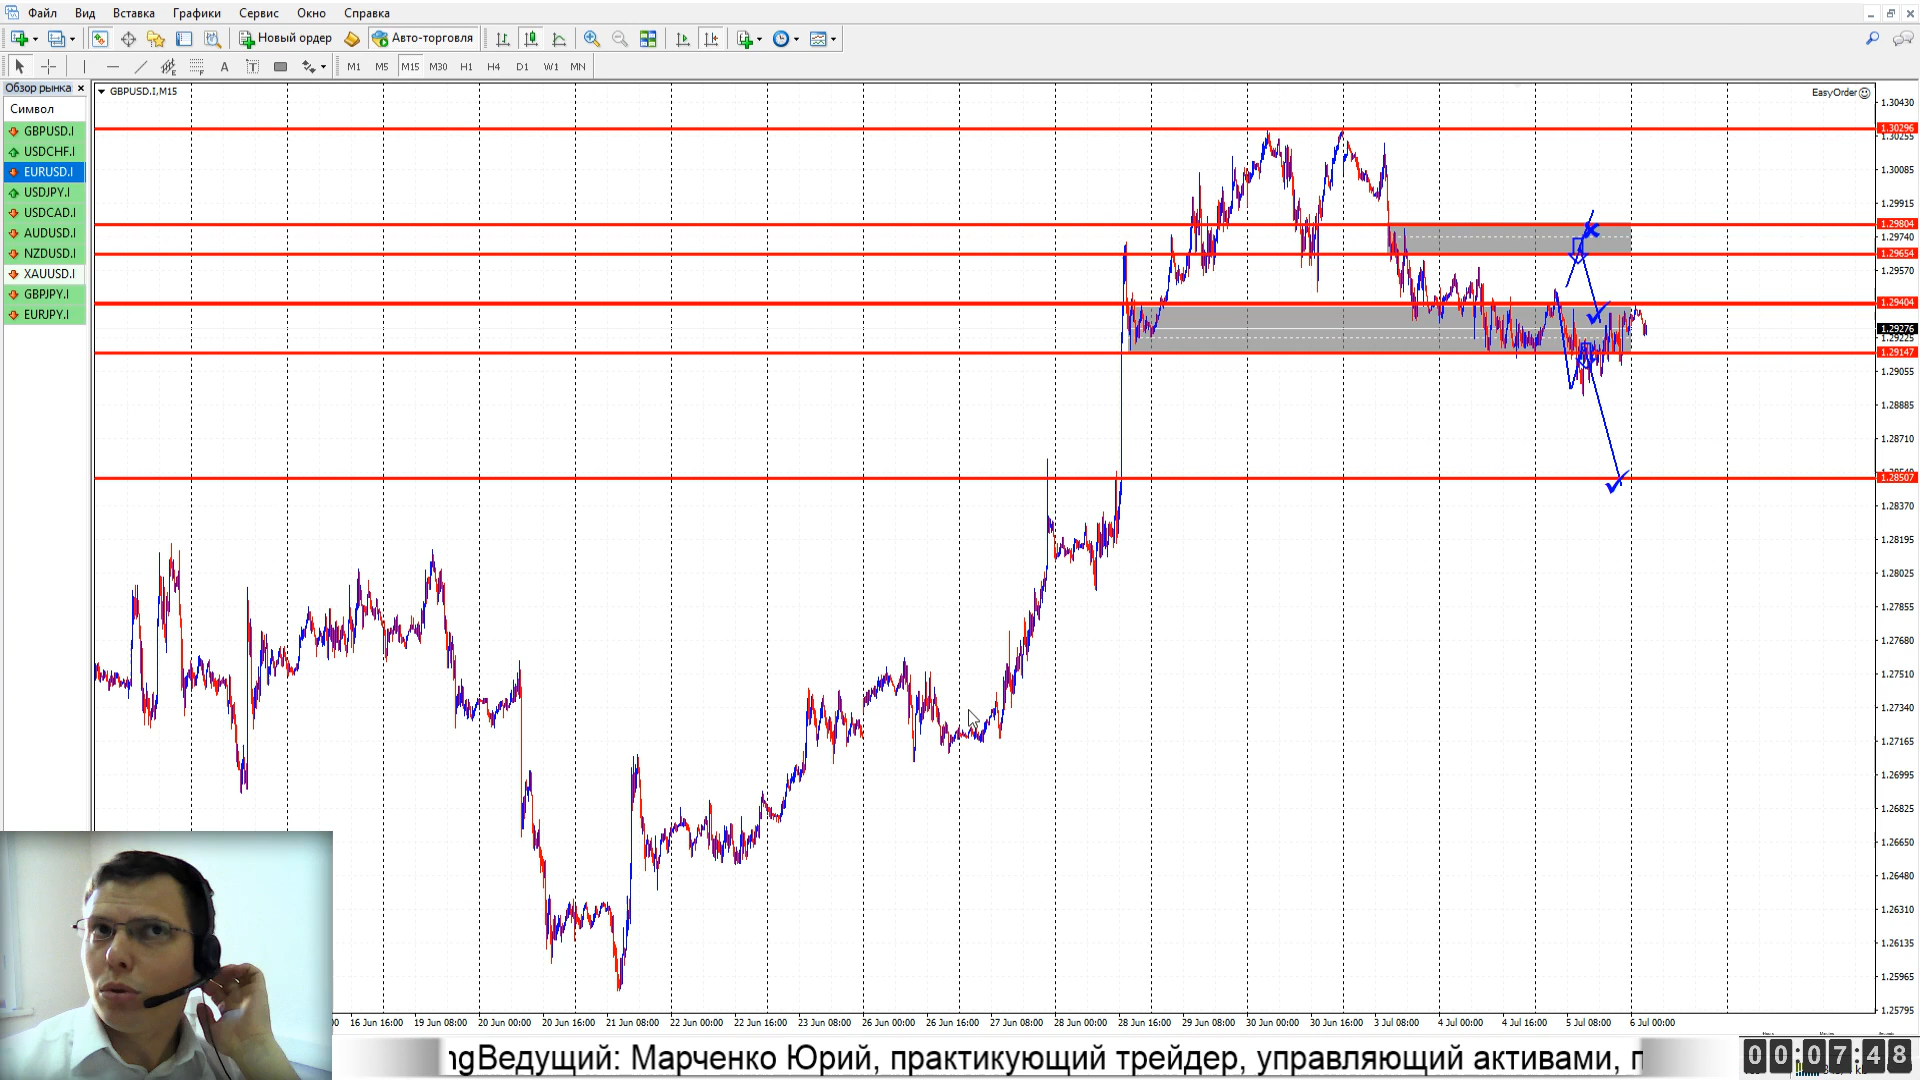 Файл Вид Вставка Графики Сервис Окно Справка
Новый ордер Авто-торговля
A T M1 M5 M15 M30 H1 H4 D1 W1 MN
Обзор рынка
Символ
GBPUSD.I
USDCHF.I
EURUSD.I
USDJPY.I
USDCAD.I
AUDUSD.I
NZDUSD.I
XAUUSD.I
GBPJPY.I
EURJPY.I
GBPUSD.I,M15
EasyOrder
1.30430
1.30296
1.30255
1.30085
1.29915
1.29804
1.29740
1.29654
1.29570
1.29404
1.29276
1.29225
1.29147
1.29055
1.28885
1.28710
1.28507
1.28370
1.28195
1.28025
1.27855
1.27680
1.27510
1.27340
1.27165
1.26995
1.26825
1.26650
1.26480
1.26310
1.26135
1.25965
1.25795
16 Jun 16:00 19 Jun 08:00 20 Jun 00:00 20 Jun 16:00 21 Jun 08:00 22 Jun 00:00 22 Jun 16:00 23 Jun 08:00 26 Jun 00:00 26 Jun 16:00 27 Jun 08:00 28 Jun 00:00 28 Jun 16:00 29 Jun 08:00 30 Jun 00:00 30 Jun 16:00 3 Jul 08:00 4 Jul 00:00 4 Jul 16:00 5 Jul 08:00 6 Jul 00:00
ngВедущий: Марченко Юрий, практикующий трейдер, управляющий активами, п
00:07:48